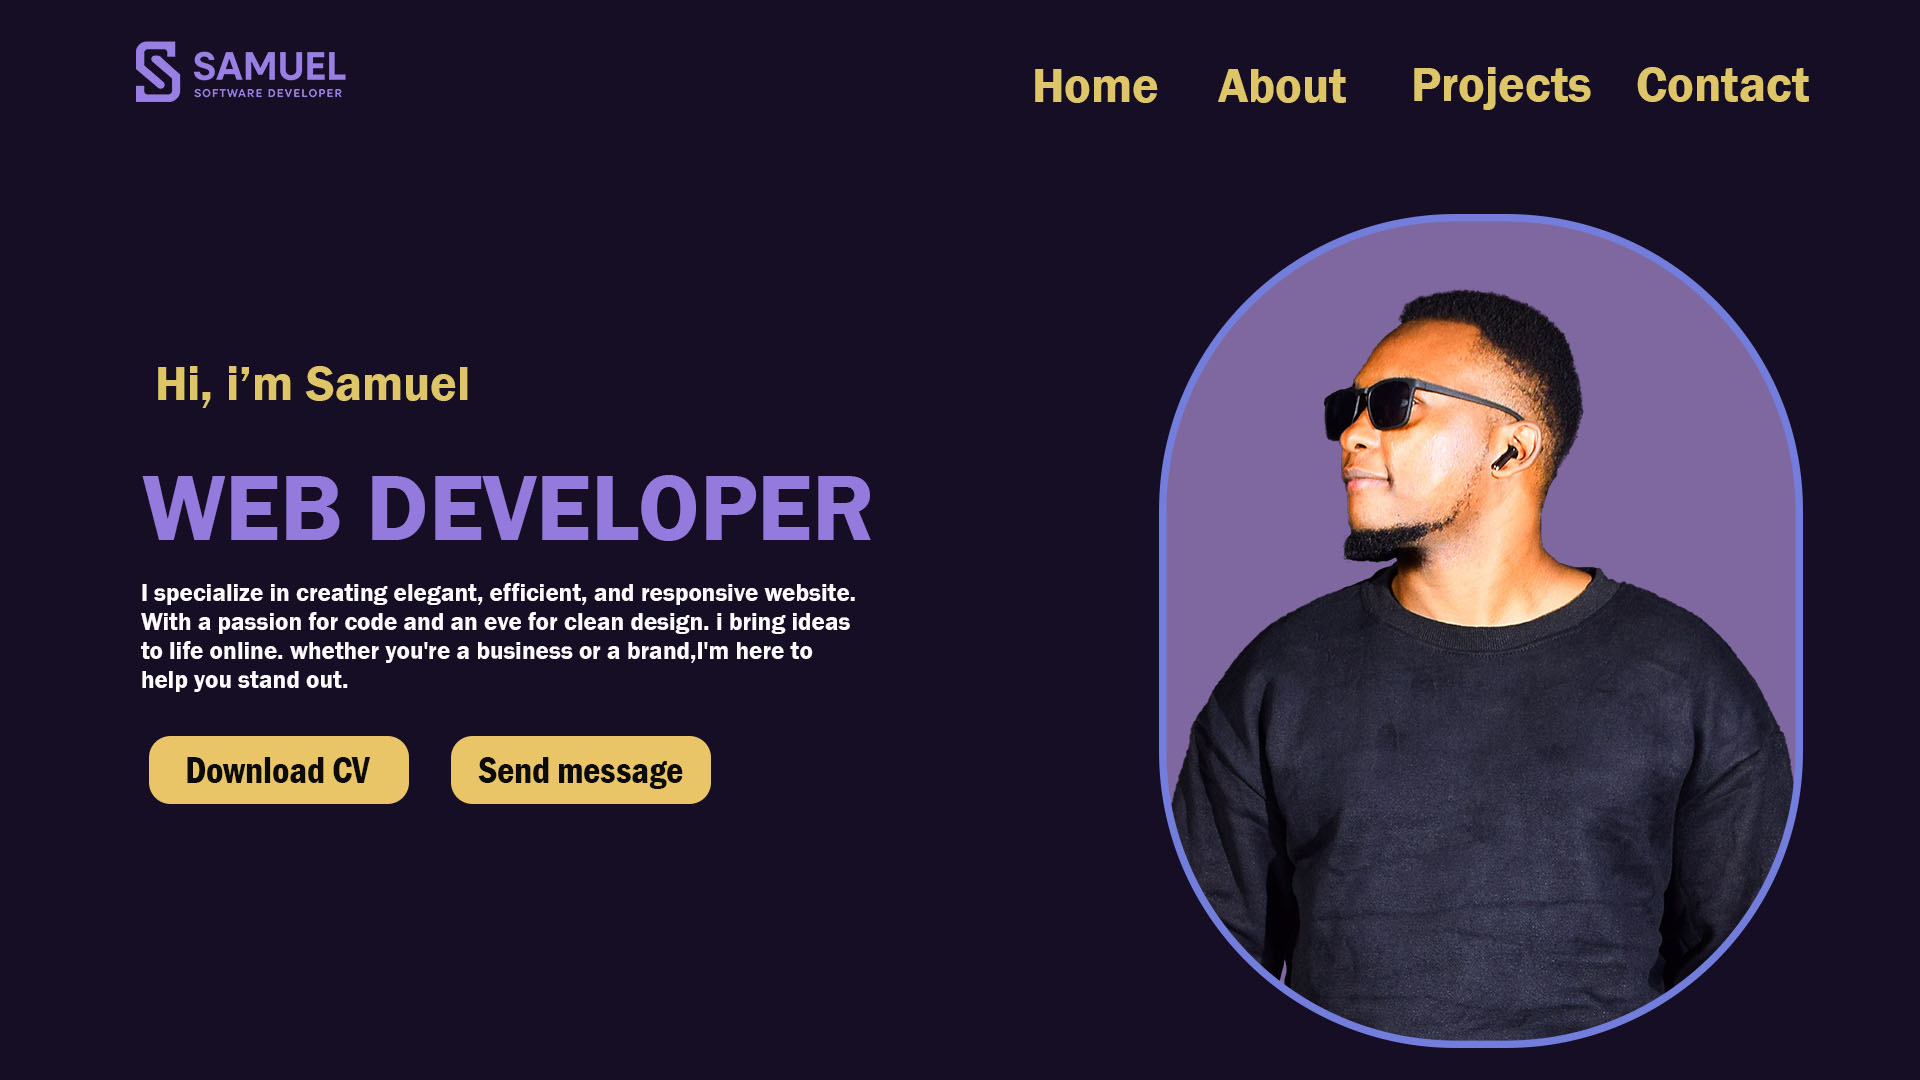 SAMUEL
SOFTWARE DEVELOPER
Home About Projects Contact
Hi, i’m Samuel
WEB DEVELOPER
I specialize in creating elegant, efficient, and responsive website.
With a passion for code and an eve for clean design. i bring ideas
to life online. whether you're a business or a brand,I'm here to
help you stand out.
Download CV Send message